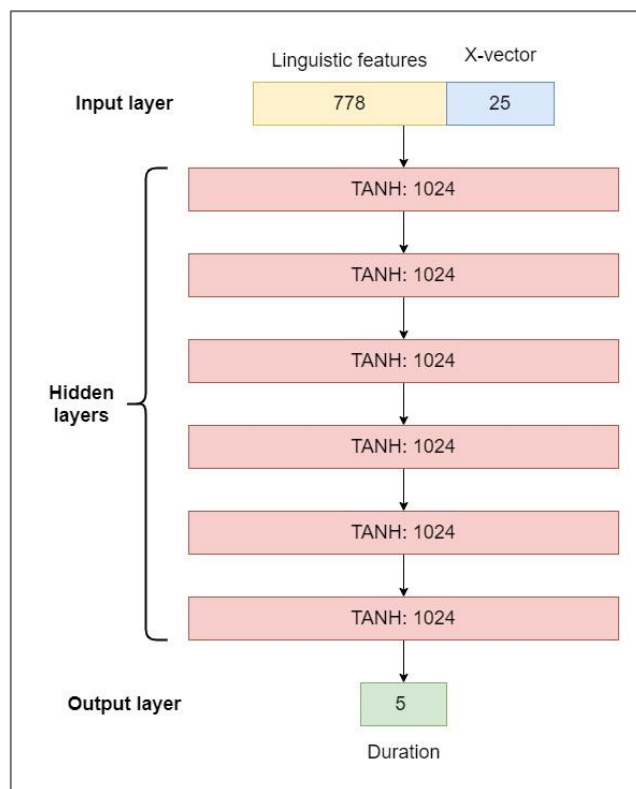 Linguistic features X-vector
Input layer 778 25
TANH: 1024
TANH: 1024
TANH: 1024
Hidden
layers
TANH: 1024
TANH: 1024
TANH: 1024
Output layer 5
Duration